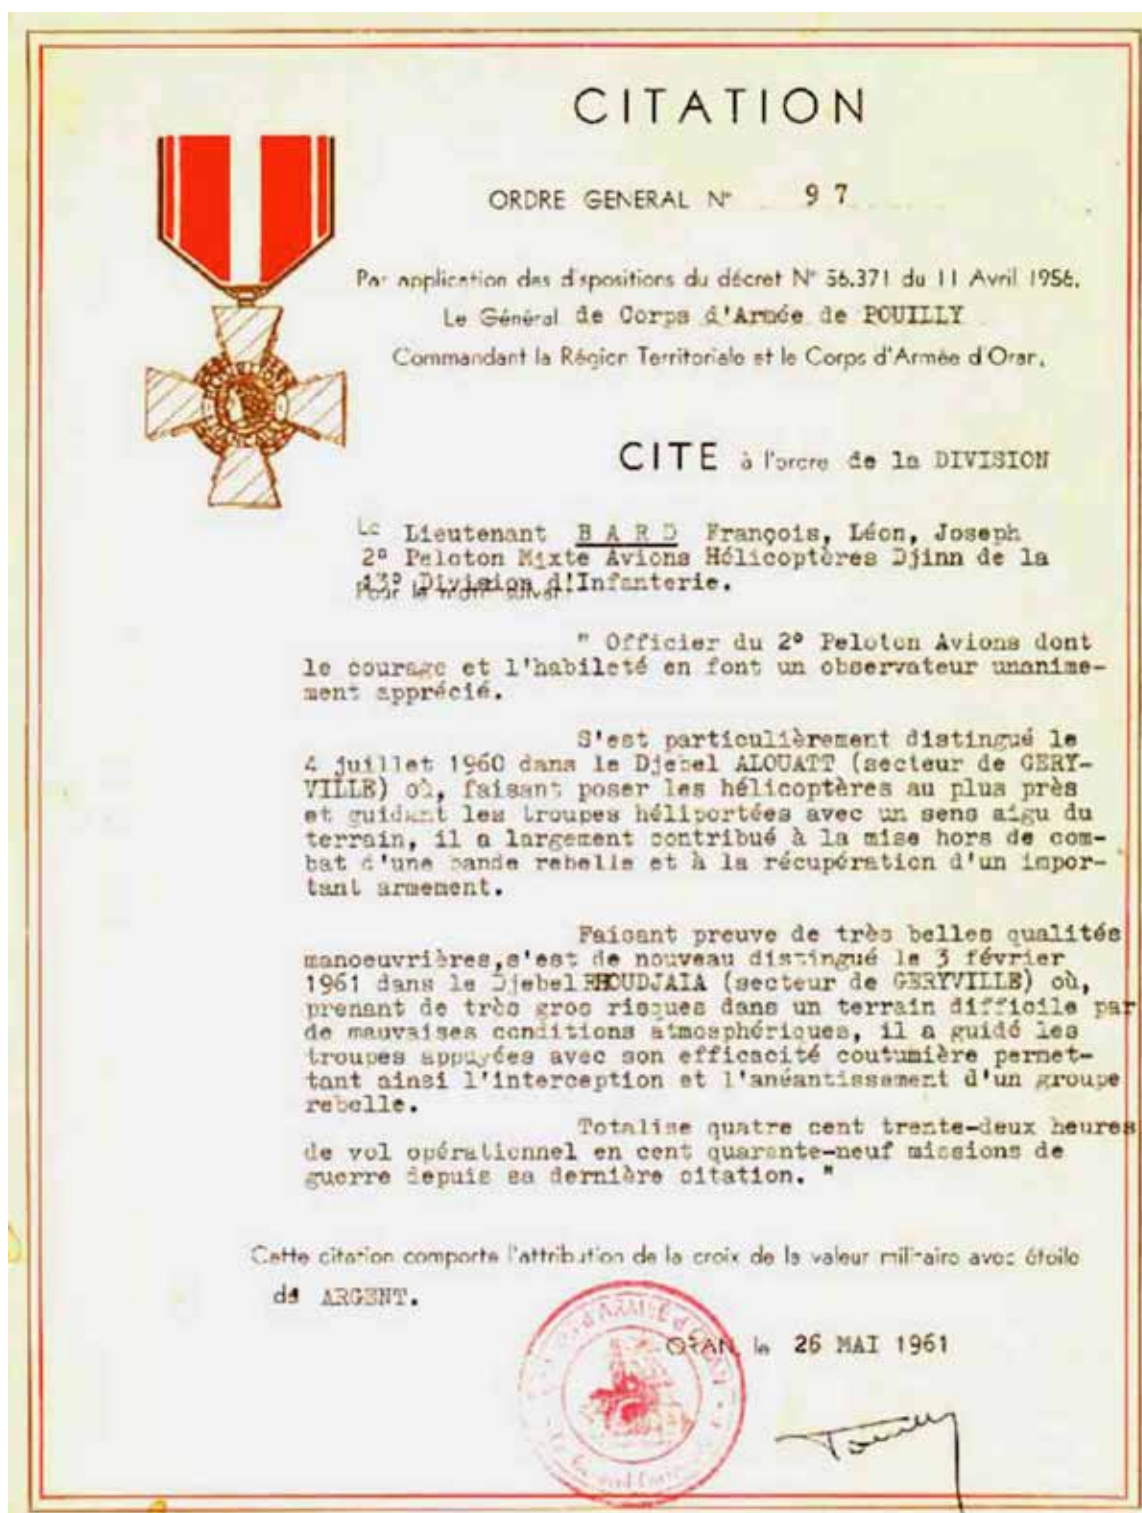 CITATION
ORDRE GENERAL N° 97
Par application des dispositions du décret N° 56.371 du 11 Avril 1956,
Le Général de Corps d'Armée de POUILLY
Commandant la Région Territoriale et le Corps d'Armée d'Oran,
CITE à l'ordre de la DIVISION
Le Lieutenant BARD François, Léon, Joseph
2° Peloton Mixte Avions Hélicoptères Djinn de la
13° Division d'Infanterie.
Pour le motif suivant
" Officier du 2° Peloton Avions dont
le courage et l'habileté en font un observateur unanime-
ment apprécié.
S'est particulièrement distingué le
4 juillet 1960 dans le Djebel ALOUATT (secteur de GERY-
VILLE) où, faisant poser les hélicoptères au plus près
et guidant les troupes héliportées avec un sens aigu du
terrain, il a largement contribué à la mise hors de com-
bat d'une bande rebelle et à la récupération d'un impor-
tant armement.
Faisant preuve de très belles qualités
manoeuvrières,s'est de nouveau distingué le 3 février
1961 dans le Djebel (secteur de GERYVILLE) où,
prenant de très gros risques dans un terrain difficile par
de mauvaises conditions atmosphériques, il a guidé les
troupes appuyées avec son efficacité coutumière permet-
tant ainsi l'interception et l'anéantissement d'un groupe
rebelle.
Totalise quatre cent trente-deux heures
de vol opérationnel en cent quarante-neuf missions de
guerre depuis sa dernière citation. "
Cette citation comporte l'attribution de la croix de la valeur militaire avec étoile
de ARGENT.
d'ARMÉE d'ORAN
ORAN, le 26 MAI 1961
Pouilly